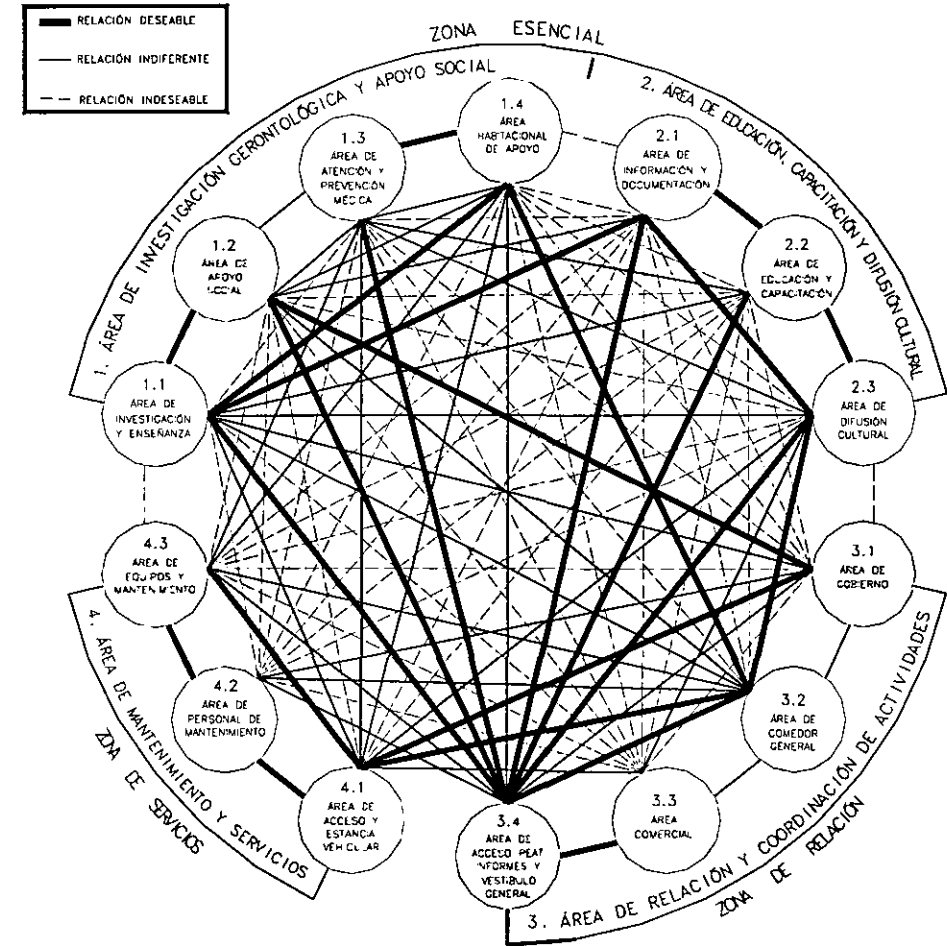 RELACIÓN DESEABLE
RELACIÓN INDIFERENTE
RELACIÓN INDESEABLE
ZONA ESENCIAL
1. ÁREA DE INVESTIGACIÓN GERONTOLÓGICA Y APOYO SOCIAL
2. ÁREA DE EDUCACIÓN, CAPACITACIÓN Y DIFUSIÓN CULTURAL
1.4
ÁREA
HABITACIONAL
DE APOYO
1.3
ÁREA DE
ATENCIÓN Y
PREVENCIÓN
MÉDICA
2.1
ÁREA DE
INFORMACIÓN Y
DOCUMENTACIÓN
1.2
ÁREA DE
APOYO
SOCIAL
2.2
ÁREA DE
EDUCACIÓN Y
CAPACITACIÓN
1.1
ÁREA DE
INVESTIGACIÓN
Y ENSEÑANZA
2.3
ÁREA DE
DIFUSIÓN
CULTURAL
4.3
ÁREA DE
EQUIPOS Y
MANTENIMIENTO
3.1
ÁREA DE
GOBIERNO
4.2
ÁREA DE
PERSONAL DE
MANTENIMIENTO
3.2
ÁREA DE
COMEDOR
GENERAL
4.1
ÁREA DE
ACCESO Y
ESTANCIA
VEHICULAR
3.4
ÁREA DE
ACCESO PEAT
INFORMES Y
VESTÍBULO
GENERAL
3.3
ÁREA
COMERCIAL
4. ÁREA DE MANTENIMIENTO Y SERVICIOS
ZONA DE SERVICIOS
3. ÁREA DE RELACIÓN Y COORDINACIÓN DE ACTIVIDADES
ZONA DE RELACIÓN